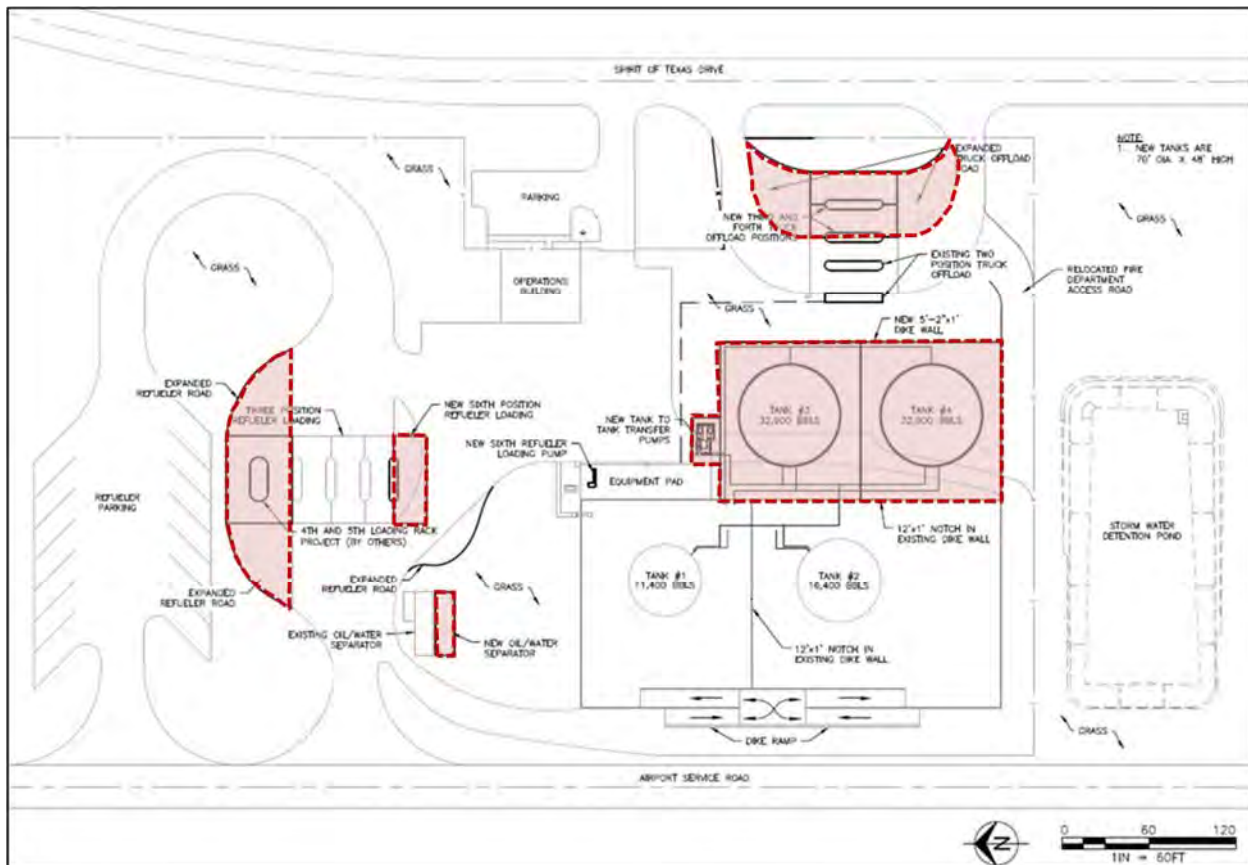 SPIRIT OF TEXAS DRIVE
NOTE:
1. NEW TANKS ARE
70' DIA. X 48' HIGH
GRASS
PARKING
EXPANDED
TRUCK OFFLOAD
ROAD
GRASS
NEW THIRD AND
FORTH TRUCK
OFFLOAD POSITIONS
GRASS
OPERATIONS
BUILDING
EXISTING TWO
POSITION TRUCK
OFFLOAD
RELOCATED FIRE
DEPARTMENT
ACCESS ROAD
GRASS
NEW 5'-2"x1'
DIKE WALL
EXPANDED
REFUELER ROAD
THREE POSITION
REFUELER LOADING
NEW SIXTH POSITION
REFUELER LOADING
NEW TANK TO
TANK TRANSFER
PUMPS
TANK #3
32,900 BBLS
TANK #4
32,900 BBLS
NEW SIXTH REFUELER
LOADING PUMP
EQUIPMENT PAD
REFUELER
PARKING
4TH AND 5TH LOADING RACK
PROJECT (BY OTHERS)
12"x1" NOTCH IN
EXISTING DIKE WALL
STORM WATER
DETENTION POND
EXPANDED
REFUELER ROAD
EXPANDED
REFUELER ROAD
GRASS
TANK #1
11,400 BBLS
TANK #2
16,400 BBLS
EXISTING OIL/WATER
SEPARATOR
NEW OIL/WATER
SEPARATOR
12"x1" NOTCH IN
EXISTING DIKE WALL
GRASS
DIKE RAMP
AIRPORT SERVICE ROAD
N
0 60 120
1IN = 60FT